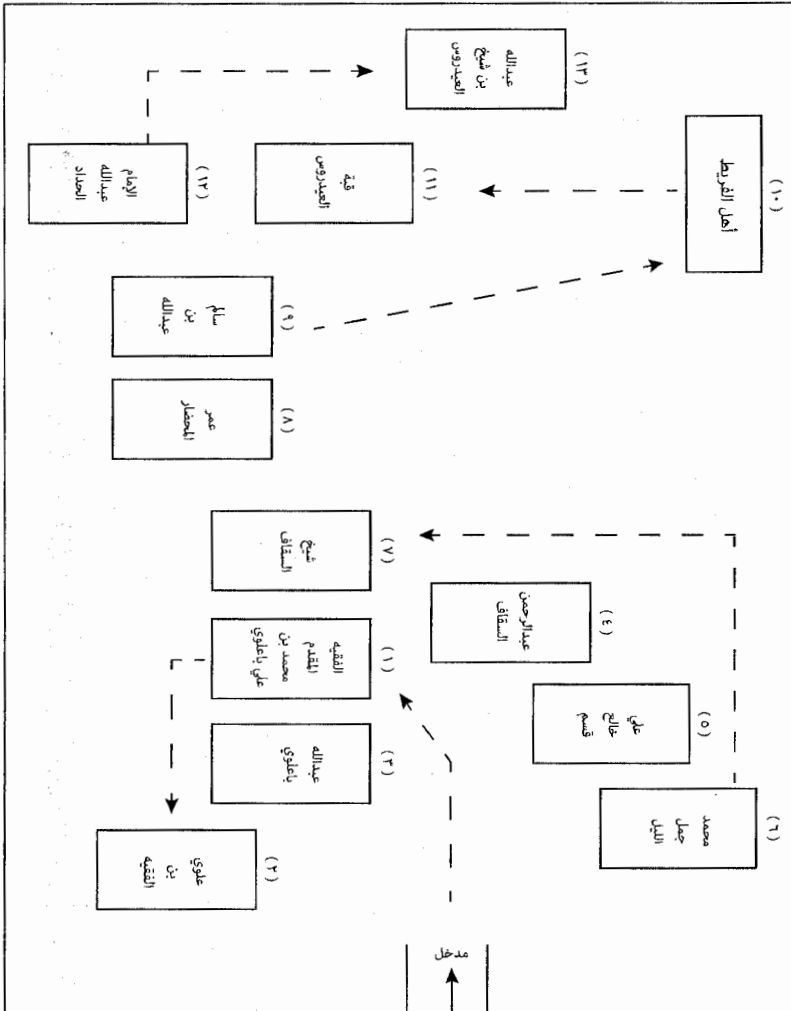 مدخل
(١)
الفقيه
المقدم
محمد بن
علي باعلوي
(٢)
علوي
بن
الفقيه
(٣)
عبدالله
باعلوي
(٤)
عبدالرحمن
السقاف
(٥)
علي
خالع
قسم
(٦)
محمد
جمل
الليل
(٧)
شيخ
السقاف
(٨)
عمر
المحضار
(٩)
سالم
بن
عبدالله
(١٠)
أهل الفريط
(١١)
قبة
العيدروس
(١٢)
الإمام
عبدالله
الحداد
(١٣)
عبدالله
بن شيخ
العيدروس